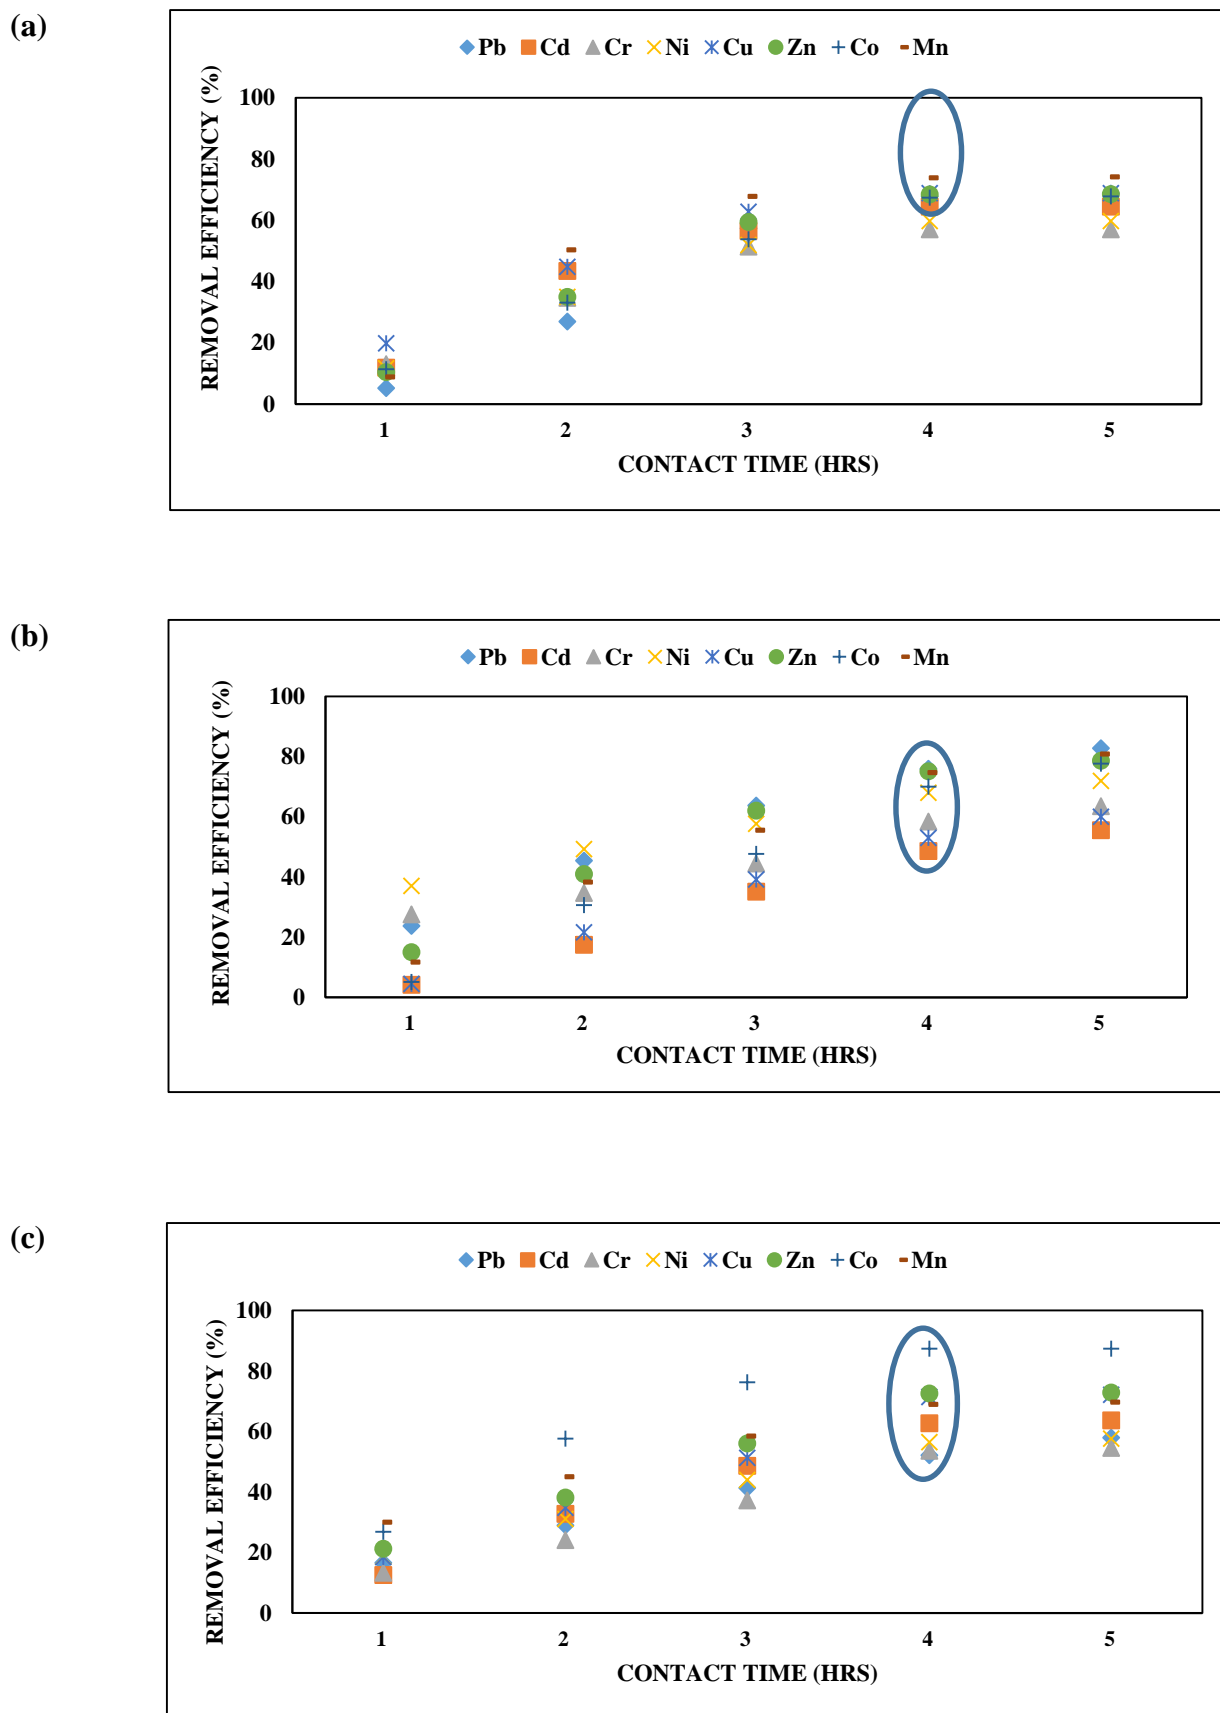 (a)
Pb Cd Cr Ni Cu Zn Co Mn
REMOVAL EFFICIENCY (%)
100
80
60
40
20
0
1 2 3 4 5
CONTACT TIME (HRS)
(b)
Pb Cd Cr Ni Cu Zn Co Mn
REMOVAL EFFICIENCY (%)
100
80
60
40
20
0
1 2 3 4 5
CONTACT TIME (HRS)
(c)
Pb Cd Cr Ni Cu Zn Co Mn
REMOVAL EFFICIENCY (%)
100
80
60
40
20
0
1 2 3 4 5
CONTACT TIME (HRS)